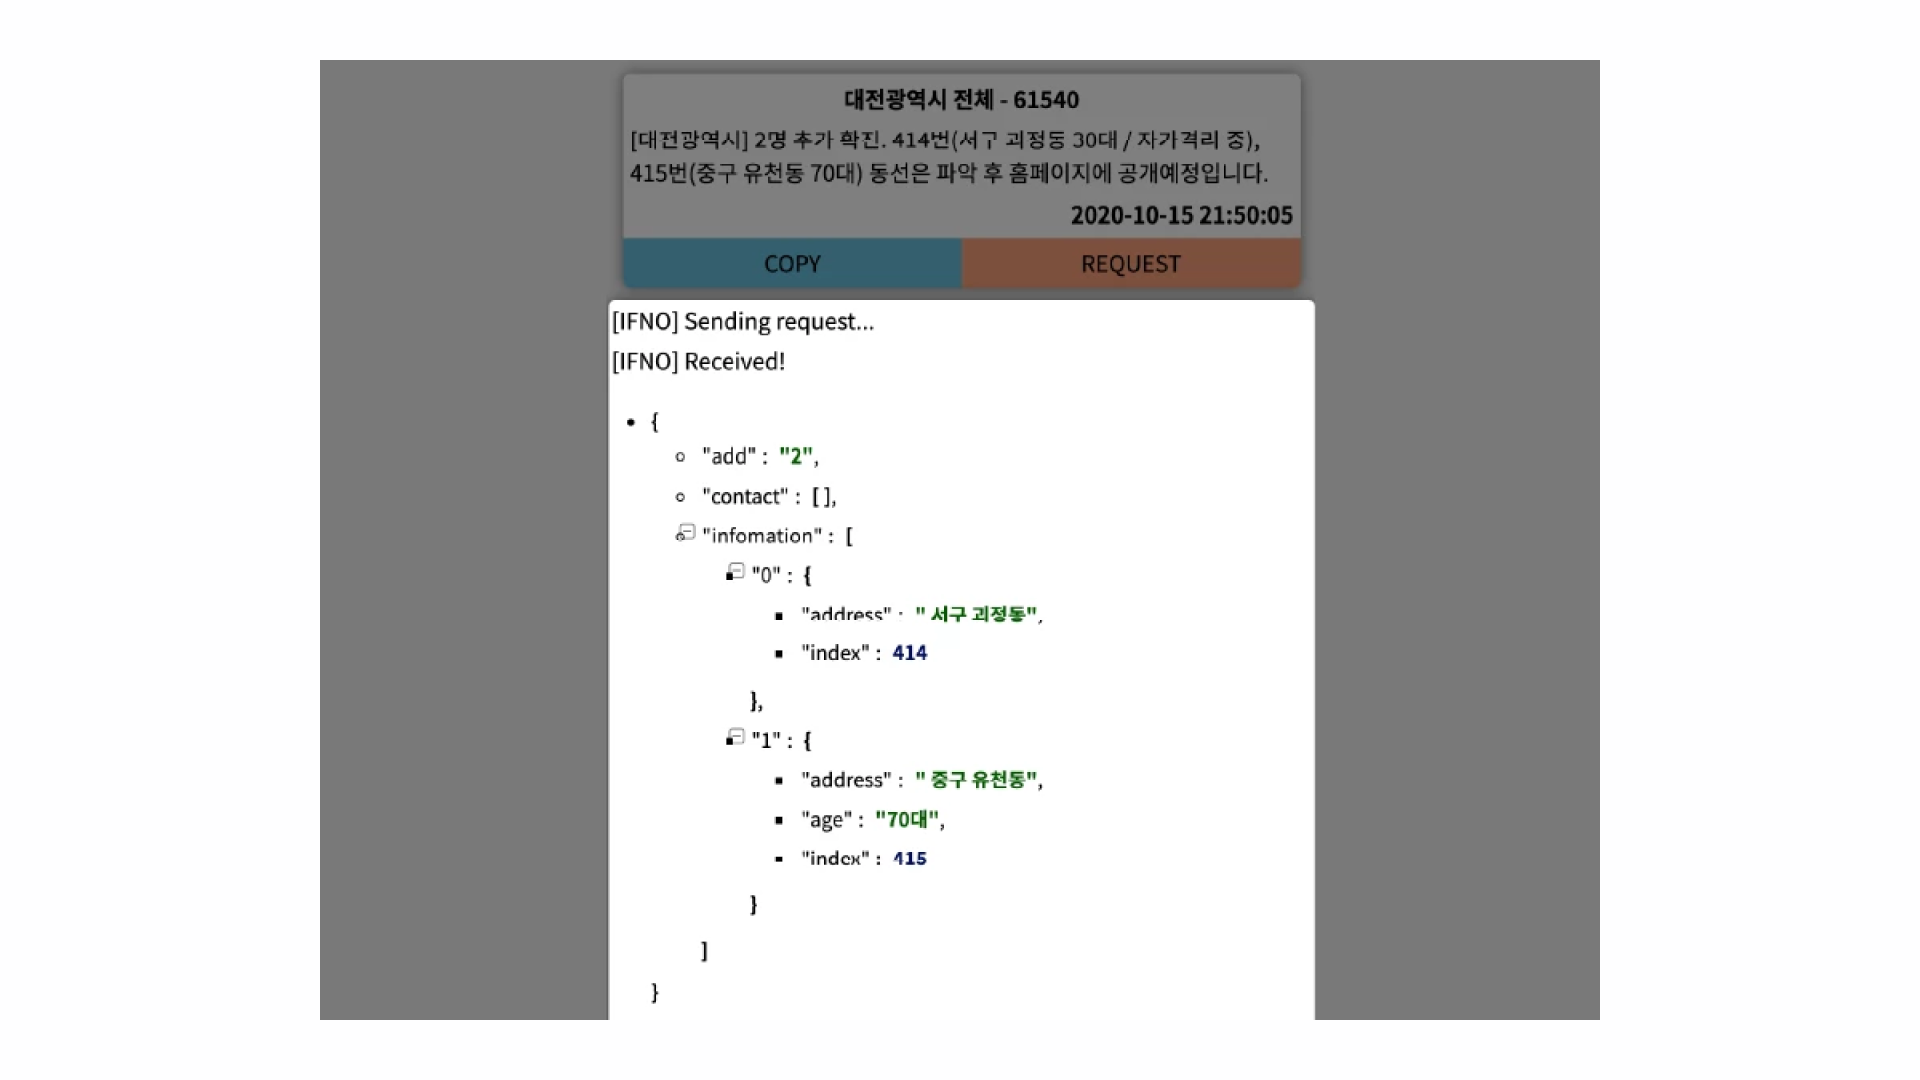 대전광역시 전체 - 61540
[대전광역시] 2명 추가 확진. 414번(서구 괴정동 30대 / 자가격리 중),
415번(중구 유천동 70대) 동선은 파악 후 홈페이지에 공개예정입니다.
2020-10-15 21:50:05
COPY REQUEST
[IFNO] Sending request...
[IFNO] Received!
{
"add" : "2",
"contact" : [ ],
"infomation" : [
"0" : {
"address" : " 서구 괴정동",
"index" : 414
},
"1" : {
"address" : " 중구 유천동",
"age" : "70대",
"index" : 415
}
]
}